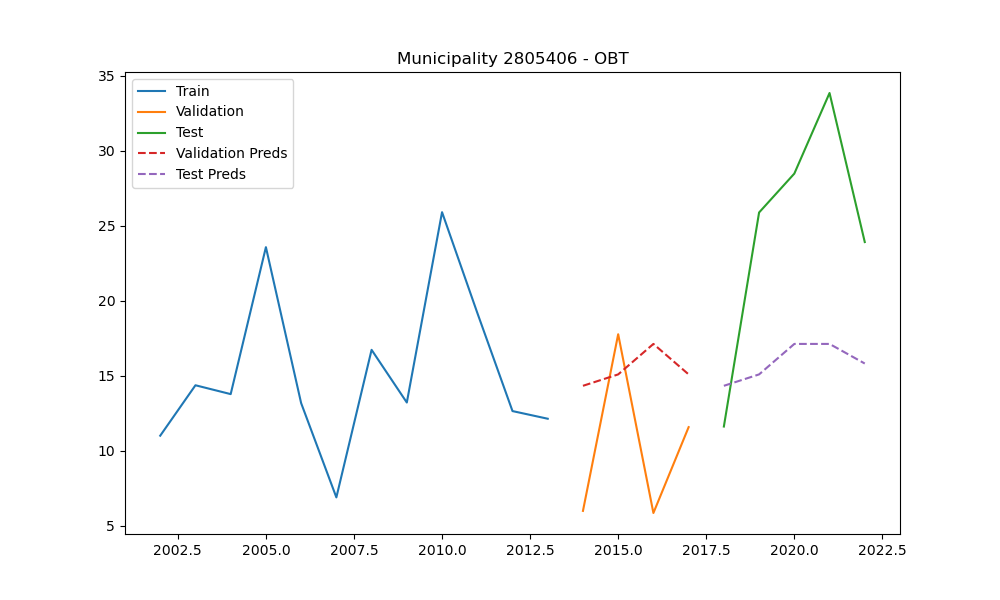 Municipality 2805406 - OBT
Train
Validation
Test
Validation Preds
Test Preds
35
30
25
20
15
10
5
2002.5 2005.0 2007.5 2010.0 2012.5 2015.0 2017.5 2020.0 2022.5